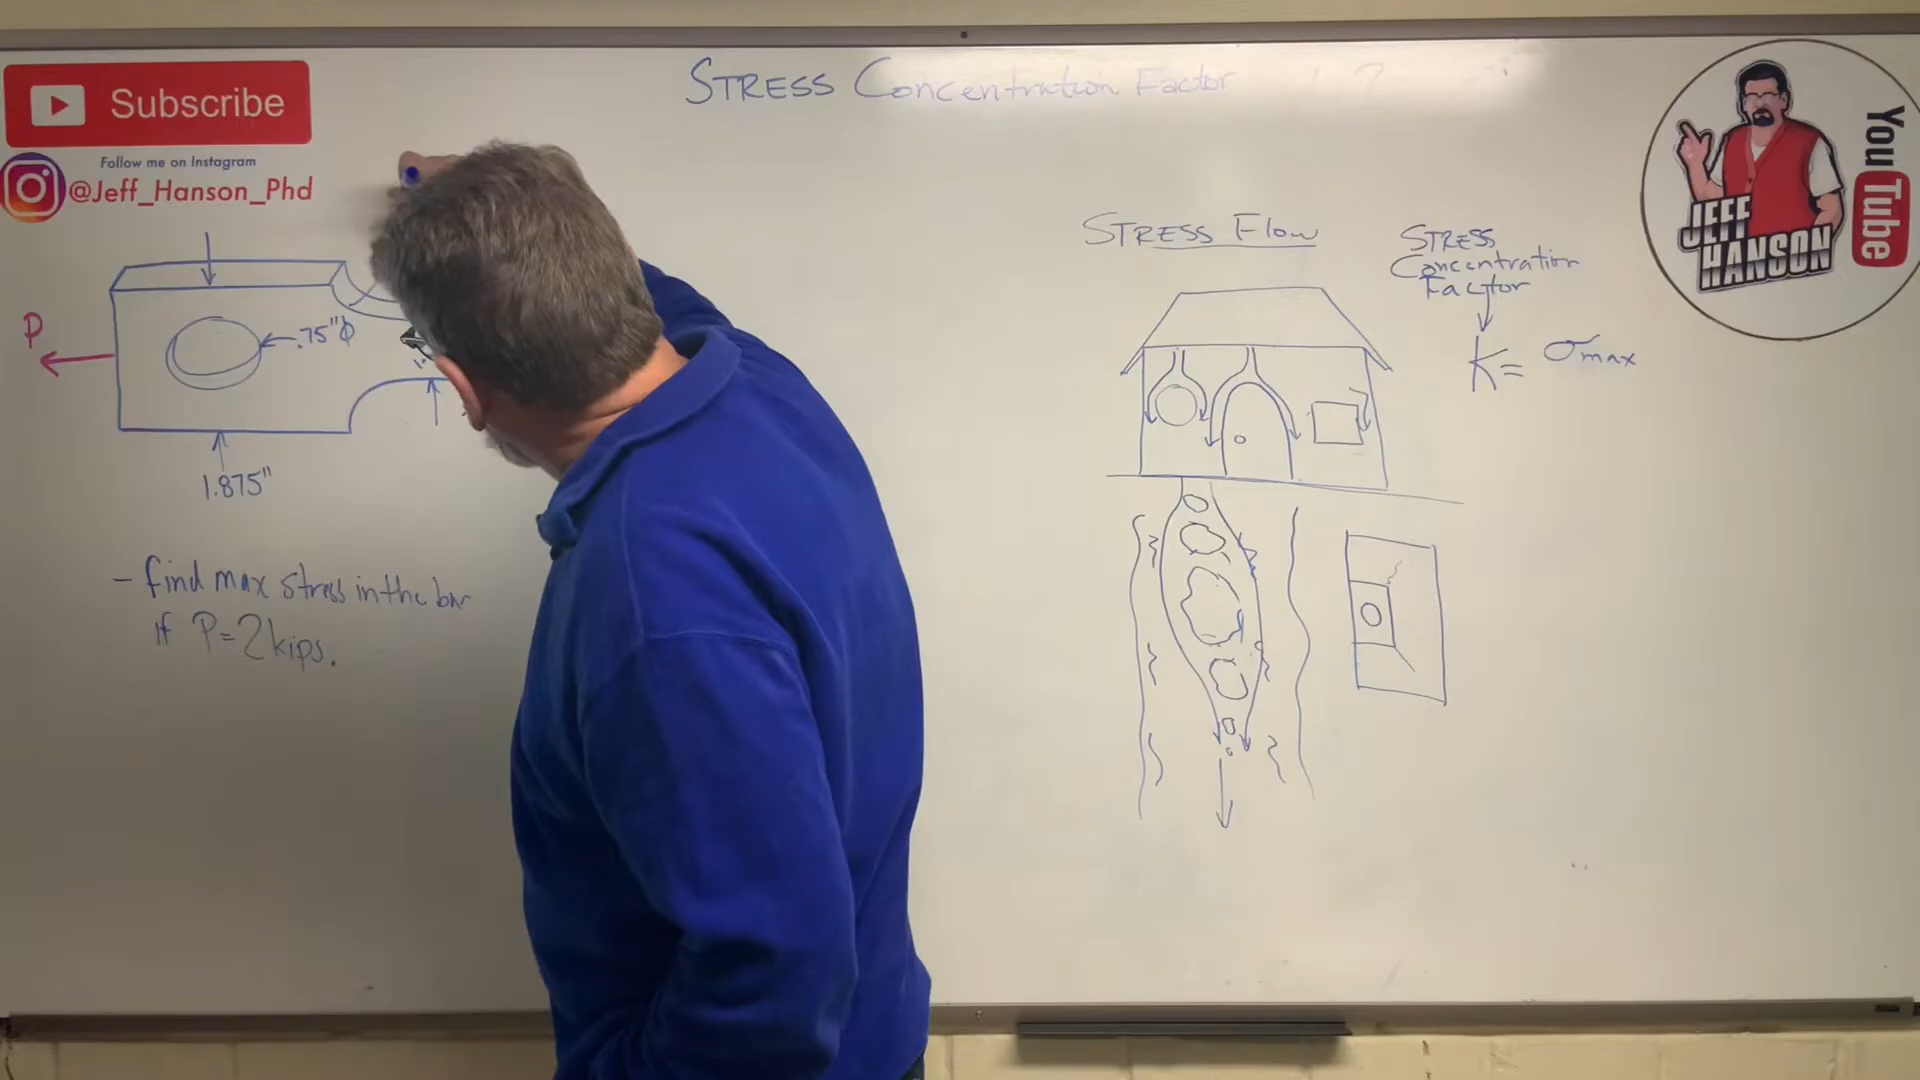 STRESS Concentration Factor
Subscribe
Follow me on Instagram
@Jeff_Hanson_Phd
YouTube
JEFF
HANSON
P
.75"Φ
1.875"
- find max stress in the bar
if P=2kips.
STRESS Flow
STRESS
Concentration
Factor
K= σmax